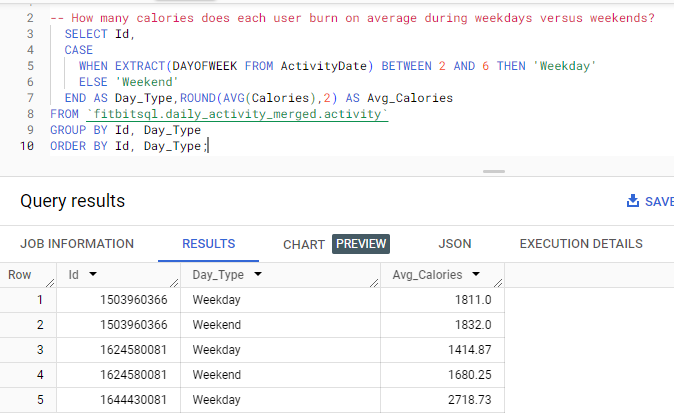 2 -- How many calories does each user burn on average during weekdays versus weekends?
3 SELECT Id,
4 CASE
5 WHEN EXTRACT(DAYOFWEEK FROM ActivityDate) BETWEEN 2 AND 6 THEN 'Weekday'
6 ELSE 'Weekend'
7 END AS Day_Type,ROUND(AVG(Calories),2) AS Avg_Calories
8 FROM `fitbitsql.daily_activity_merged.activity`
9 GROUP BY Id, Day_Type
10 ORDER BY Id, Day_Type;
Query results
SAVE
JOB INFORMATION RESULTS CHART PREVIEW JSON EXECUTION DETAILS
Row Id Day_Type Avg_Calories
1 1503960366 Weekday 1811.0
2 1503960366 Weekend 1832.0
3 1624580081 Weekday 1414.87
4 1624580081 Weekend 1680.25
5 1644430081 Weekday 2718.73